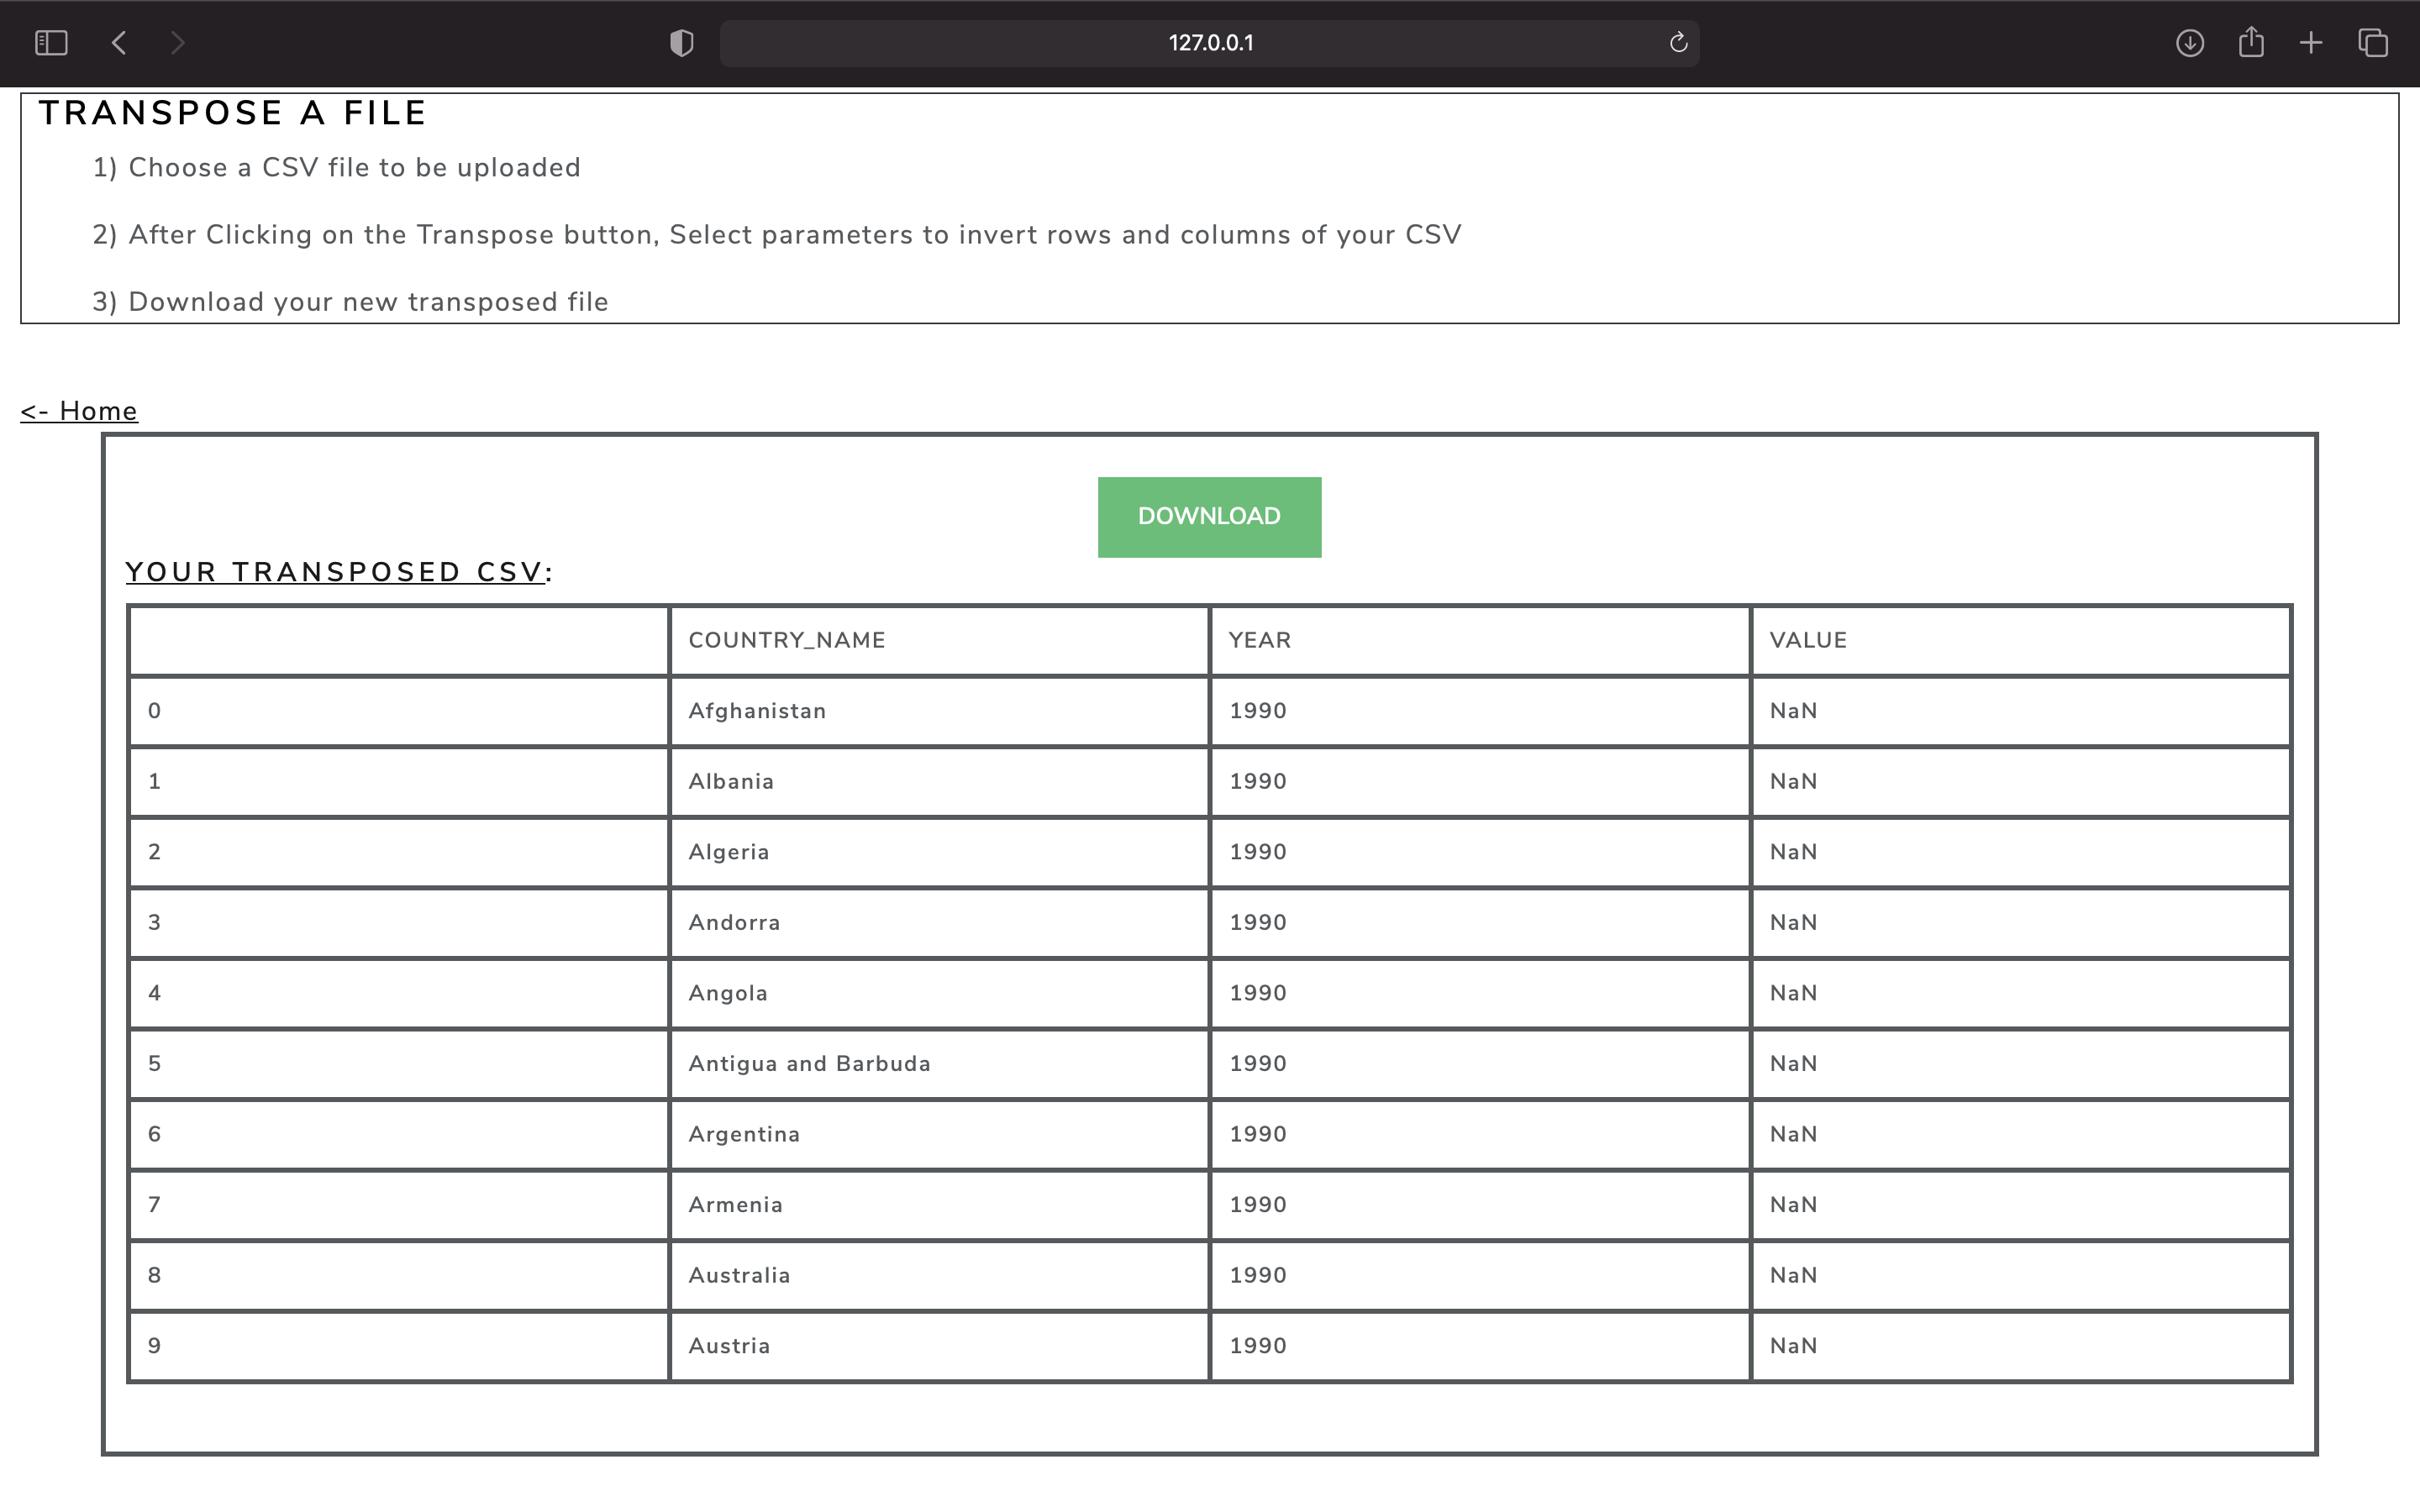 127.0.0.1
TRANSPOSE A FILE
1) Choose a CSV file to be uploaded
2) After Clicking on the Transpose button, Select parameters to invert rows and columns of your CSV
3) Download your new transposed file
<- Home
DOWNLOAD
YOUR TRANSPOSED CSV:
COUNTRY_NAME YEAR VALUE
0 Afghanistan 1990 NaN
1 Albania 1990 NaN
2 Algeria 1990 NaN
3 Andorra 1990 NaN
4 Angola 1990 NaN
5 Antigua and Barbuda 1990 NaN
6 Argentina 1990 NaN
7 Armenia 1990 NaN
8 Australia 1990 NaN
9 Austria 1990 NaN